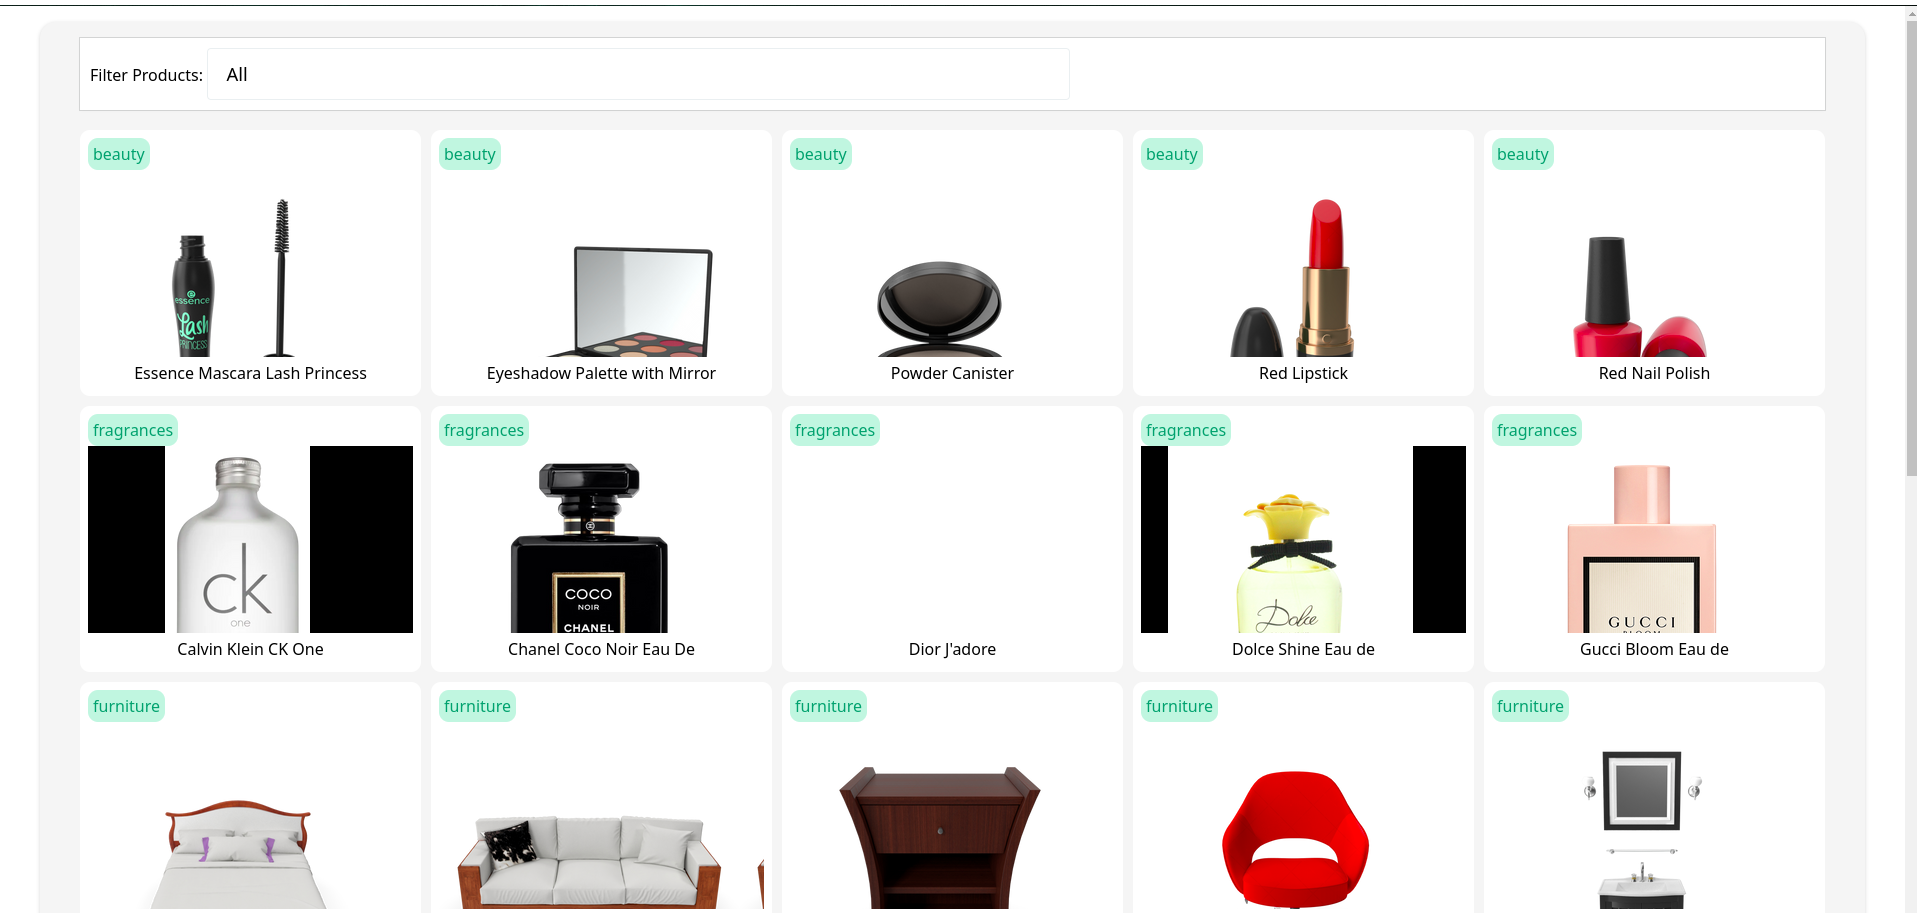 Filter Products: All
beauty
beauty
beauty
beauty
beauty
essence
Lash
PRINCESS
Essence Mascara Lash Princess
Eyeshadow Palette with Mirror
Powder Canister
Red Lipstick
Red Nail Polish
fragrances
fragrances
fragrances
fragrances
fragrances
ck
one
COCO
NOIR
CHANEL
Dolce
GUCCI
BLOOM
Calvin Klein CK One
Chanel Coco Noir Eau De
Dior J'adore
Dolce Shine Eau de
Gucci Bloom Eau de
furniture
furniture
furniture
furniture
furniture